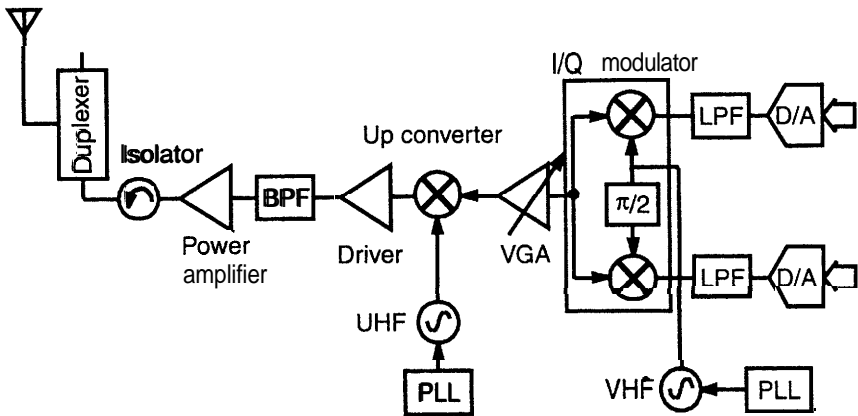 I/Q modulator
Duplexer
Isolator
Up converter
LPF
D/A
BPF
π/2
Power
amplifier
Driver
VGA
LPF
D/A
UHF
PLL
VHF
PLL